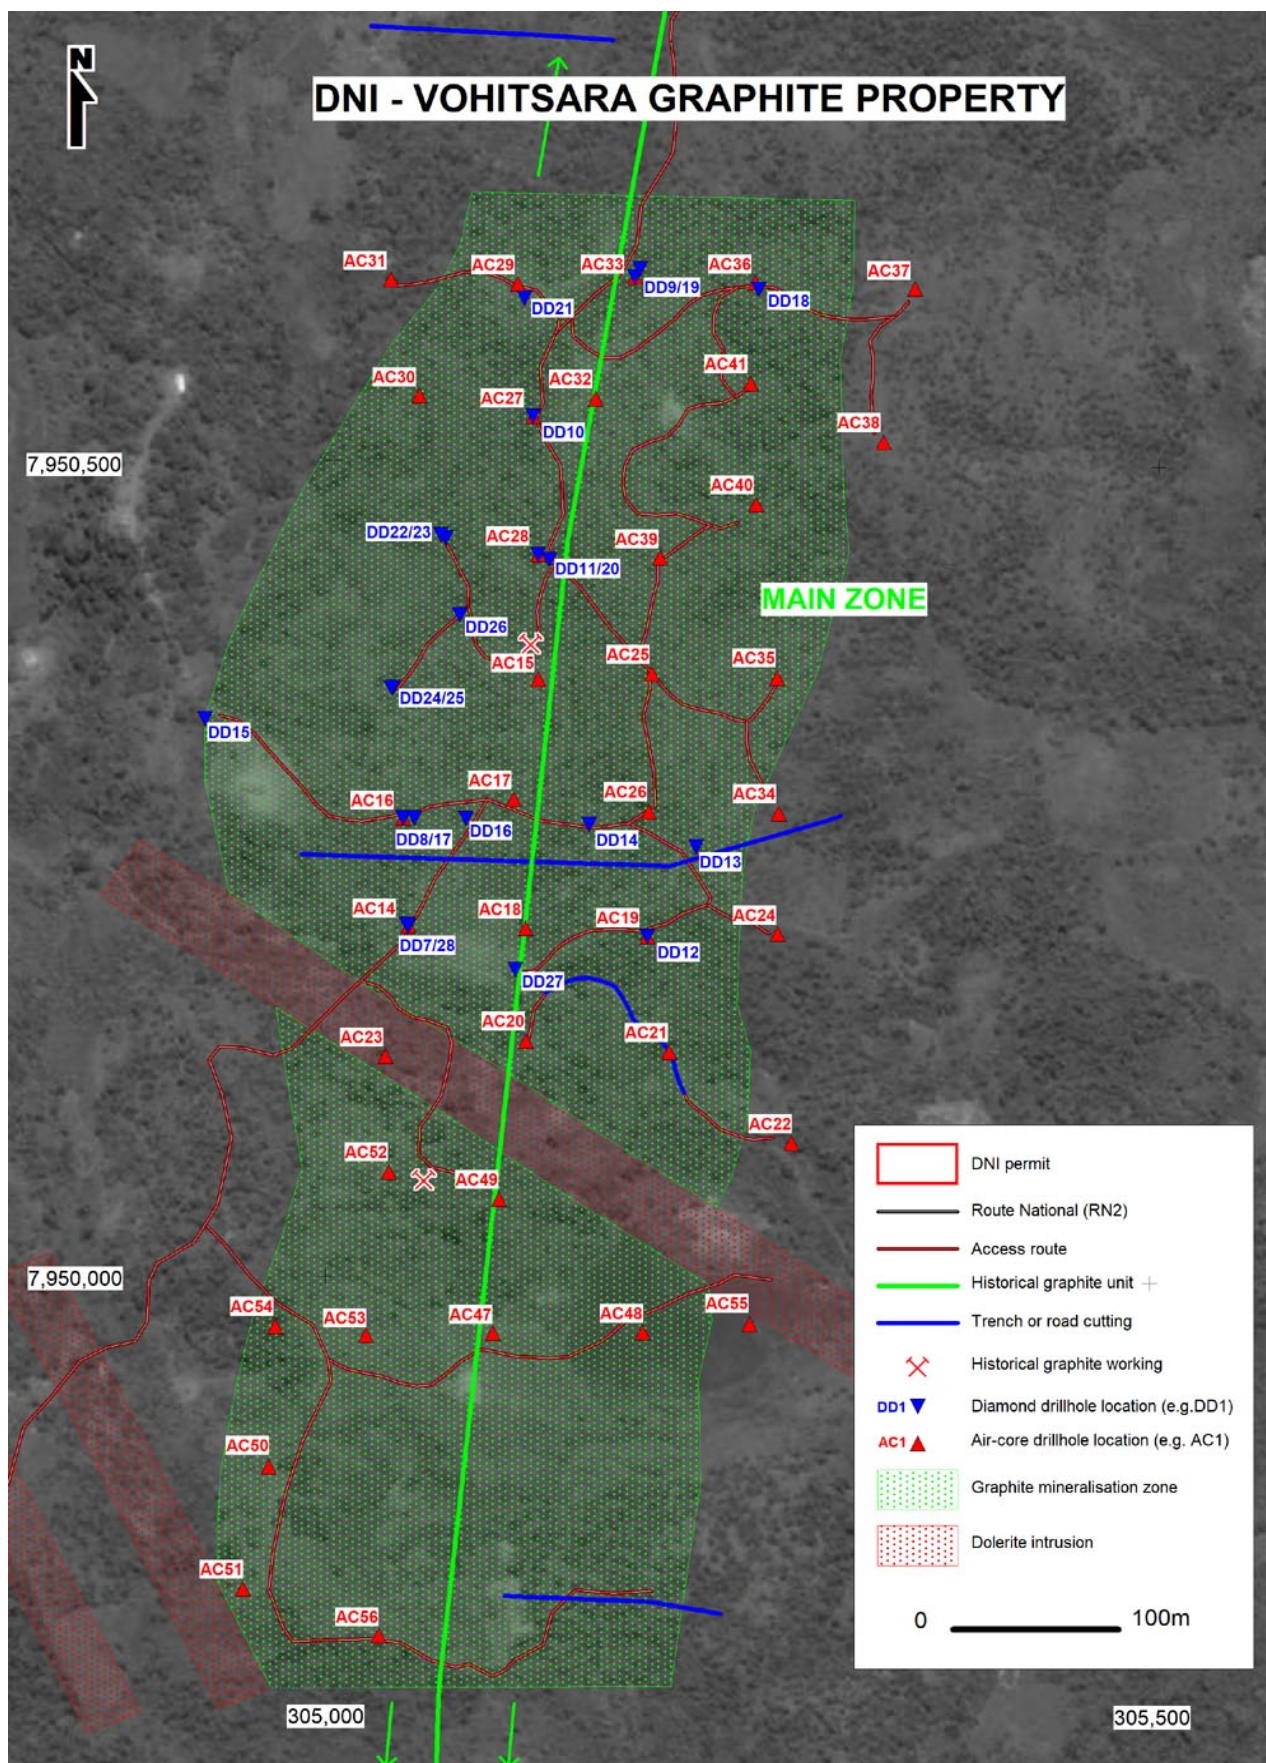 N
DNI - VOHITSARA GRAPHITE PROPERTY
AC31
AC29
AC33
AC36
AC37
DD9/19
DD18
DD21
AC41
AC30
AC32
AC27
AC38
DD10
7,950,500
AC40
DD22/23
AC28
AC39
DD11/20
MAIN ZONE
DD26
AC15
AC25
AC35
DD24/25
DD15
AC17
AC16
AC26
AC34
DD8/17
DD16
DD14
DD13
AC14
AC18
AC19
AC24
DD7/28
DD12
DD27
AC20
AC23
AC21
AC22
AC52
AC49
DNI permit
Route National (RN2)
Access route
7,950,000
Historical graphite unit
AC54
AC53
AC47
AC48
AC55
Trench or road cutting
Historical graphite working
DD1 Diamond drillhole location (e.g.DD1)
AC1 Air-core drillhole location (e.g. AC1)
AC50
Graphite mineralisation zone
Dolerite intrusion
AC51
AC56
0 100m
305,000
305,500